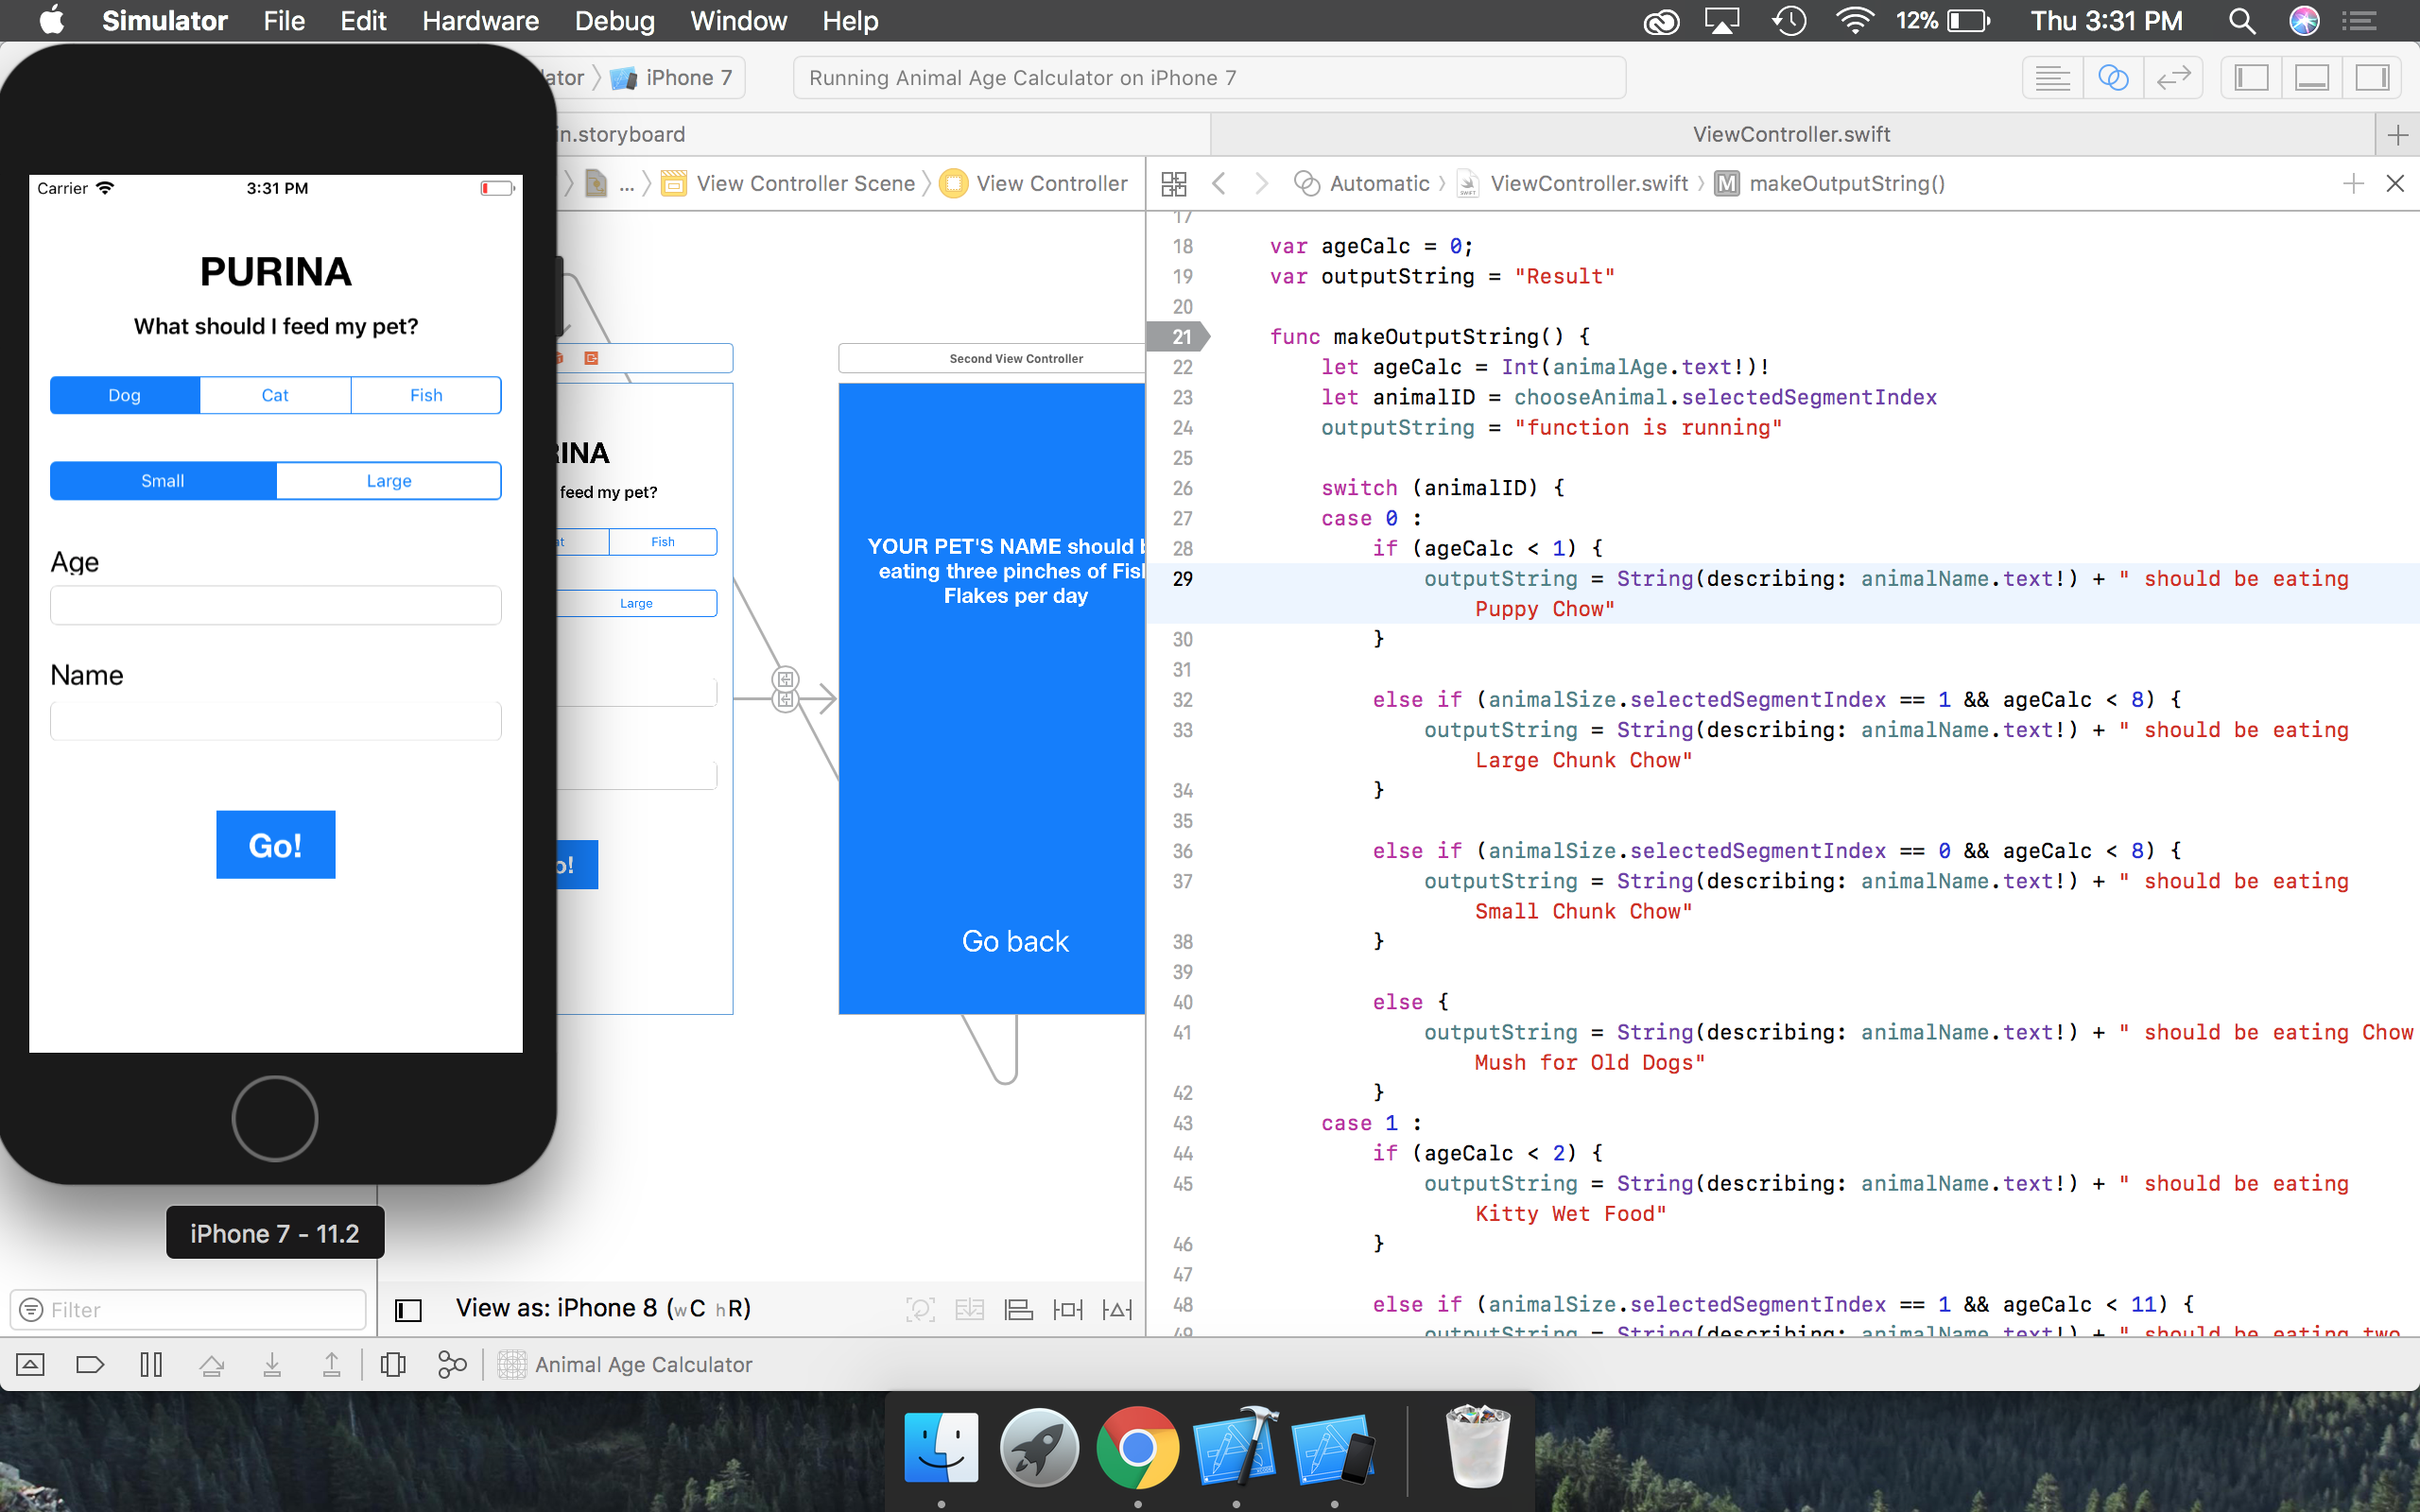 Simulator File Edit Hardware Debug Window Help 12% Thu 3:31 PM
iPhone 7
Running Animal Age Calculator on iPhone 7
ViewController.swift
... View Controller Scene View Controller
Automatic ViewController.swift M makeOutputString()
Carrier 3:31 PM
PURINA
What should I feed my pet?
Dog Cat Fish
Small Large
Age
Name
Go!
iPhone 7 - 11.2
Filter
feed my pet?
Fish
Large
Second View Controller
YOUR PET'S NAME should
eating three pinches of
Flakes per day
Go back
View as: iPhone 8 (wC hR)
17
18 var ageCalc = 0;
19 var outputString = "Result"
20
21 func makeOutputString() {
22 let ageCalc = Int(animalAge.text!)!
23 let animalID = chooseAnimal.selectedSegmentIndex
24 outputString = "function is running"
25
26 switch (animalID) {
27 case 0 :
28 if (ageCalc < 1) {
29 outputString = String(describing: animalName.text!) + " should be eating
Puppy Chow"
30 }
31
32 else if (animalSize.selectedSegmentIndex == 1 && ageCalc < 8) {
33 outputString = String(describing: animalName.text!) + " should be eating
Large Chunk Chow"
34 }
35
36 else if (animalSize.selectedSegmentIndex == 0 && ageCalc < 8) {
37 outputString = String(describing: animalName.text!) + " should be eating
Small Chunk Chow"
38 }
39
40 else {
41 outputString = String(describing: animalName.text!) + " should be eating Chow
Mush for Old Dogs"
42 }
43 case 1 :
44 if (ageCalc < 2) {
45 outputString = String(describing: animalName.text!) + " should be eating
Kitty Wet Food"
46 }
47
48 else if (animalSize.selectedSegmentIndex == 1 && ageCalc < 11) {
49 outputString = String(describing: animalName.text!) + " should be eating two
Animal Age Calculator